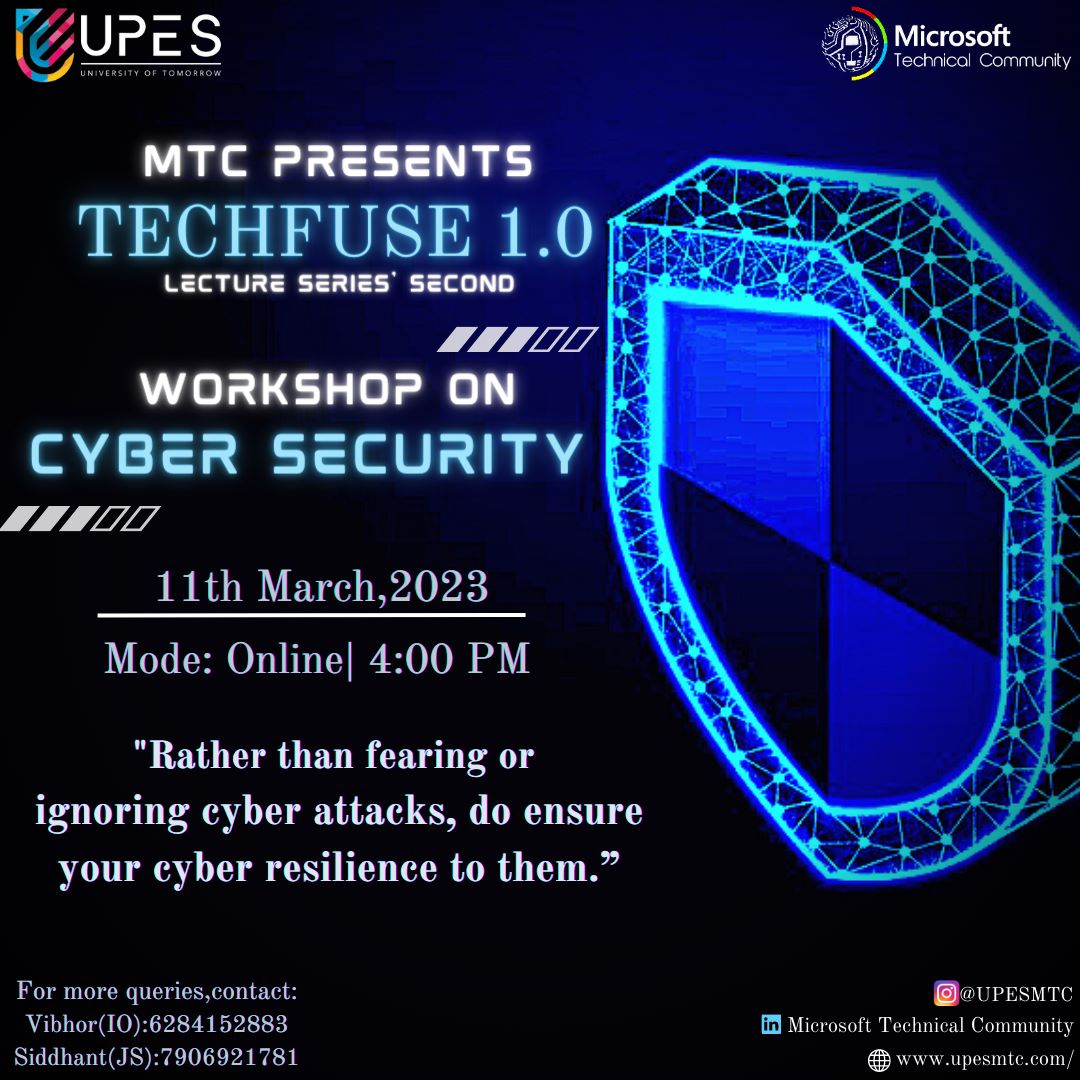 UPES
UNIVERSITY OF TOMORROW
Microsoft
Technical Community
MTC PRESENTS
TECHFUSE 1.0
LECTURE SERIES' SECOND
WORKSHOP ON
CYBER SECURITY
11th March,2023
Mode: Online| 4:00 PM
"Rather than fearing or
ignoring cyber attacks, do ensure
your cyber resilience to them.”
For more queries,contact:
Vibhor(IO):6284152883
Siddhant(JS):7906921781
@UPESMTC
in Microsoft Technical Community
www.upesmtc.com/